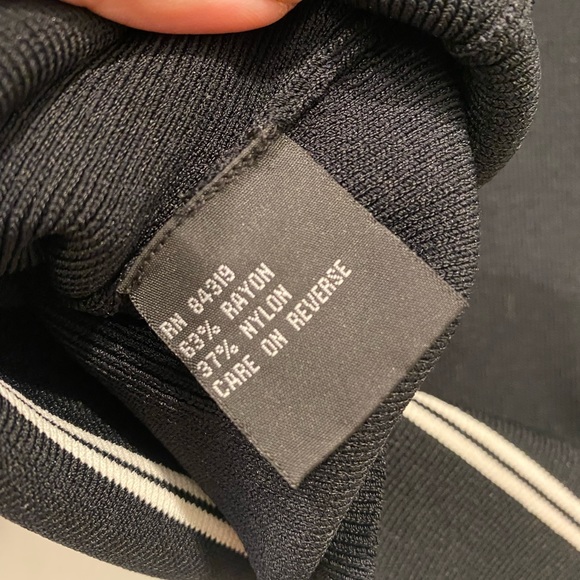 RN 84319
63% RAYON
37% NYLON
CARE ON REVERSE